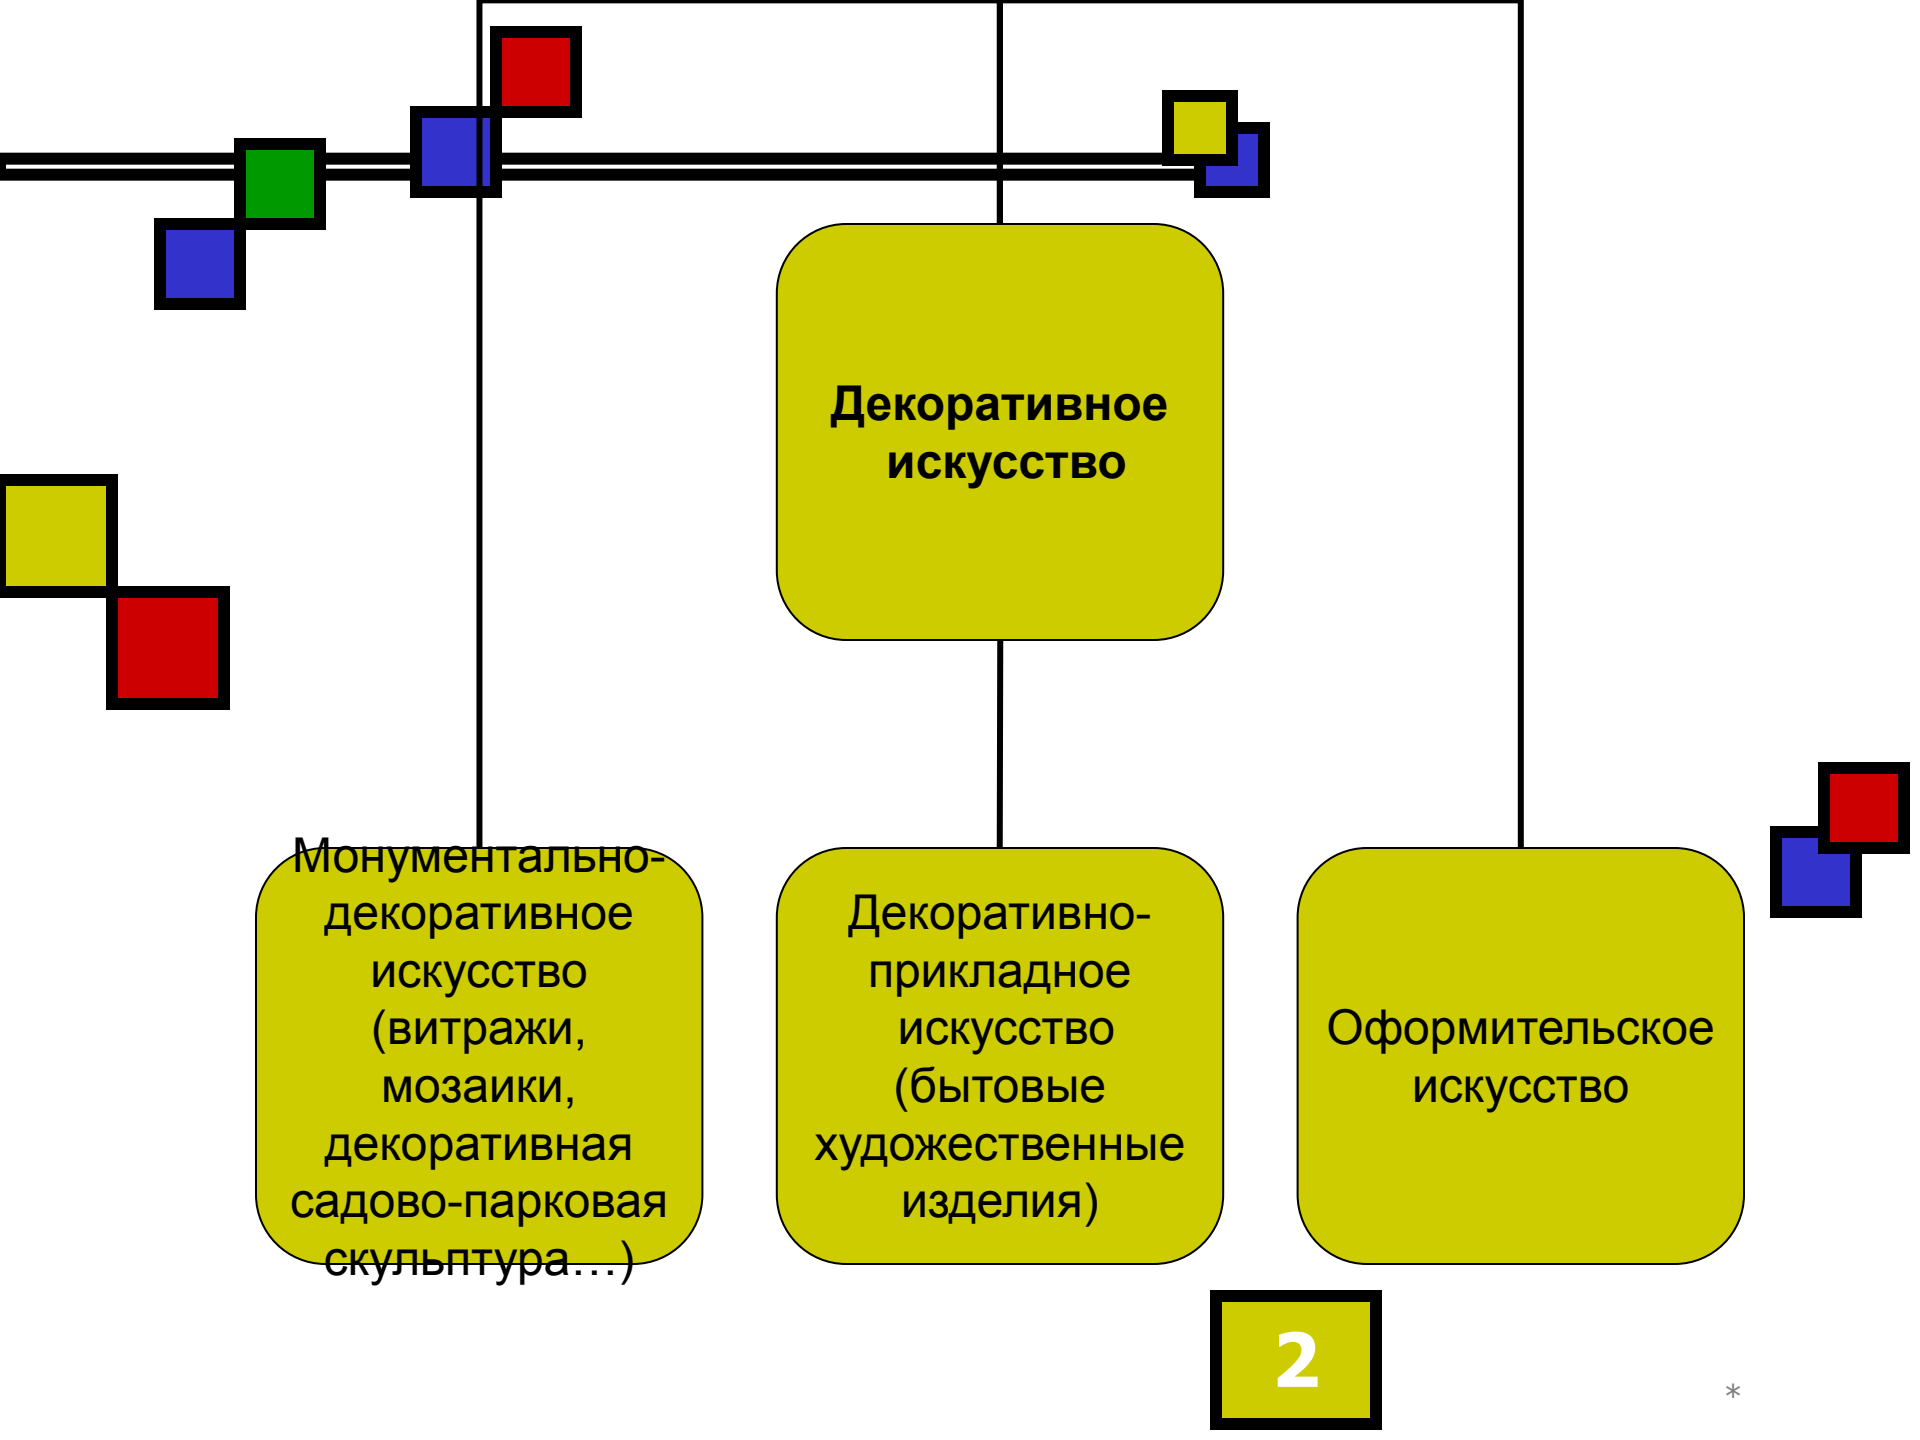 Декоративное
искусство
Монументально-
декоративное
искусство
(витражи,
мозаики,
декоративная
садово-парковая
скульптура…)
Декоративно-
прикладное
искусство
(бытовые
художественные
изделия)
Оформительское
искусство
2
*